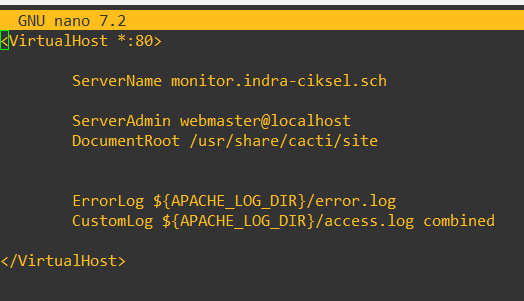 GNU nano 7.2
<VirtualHost *:80>
ServerName monitor.indra-ciksel.sch
ServerAdmin webmaster@localhost
DocumentRoot /usr/share/cacti/site
ErrorLog ${APACHE_LOG_DIR}/error.log
CustomLog ${APACHE_LOG_DIR}/access.log combined
</VirtualHost>